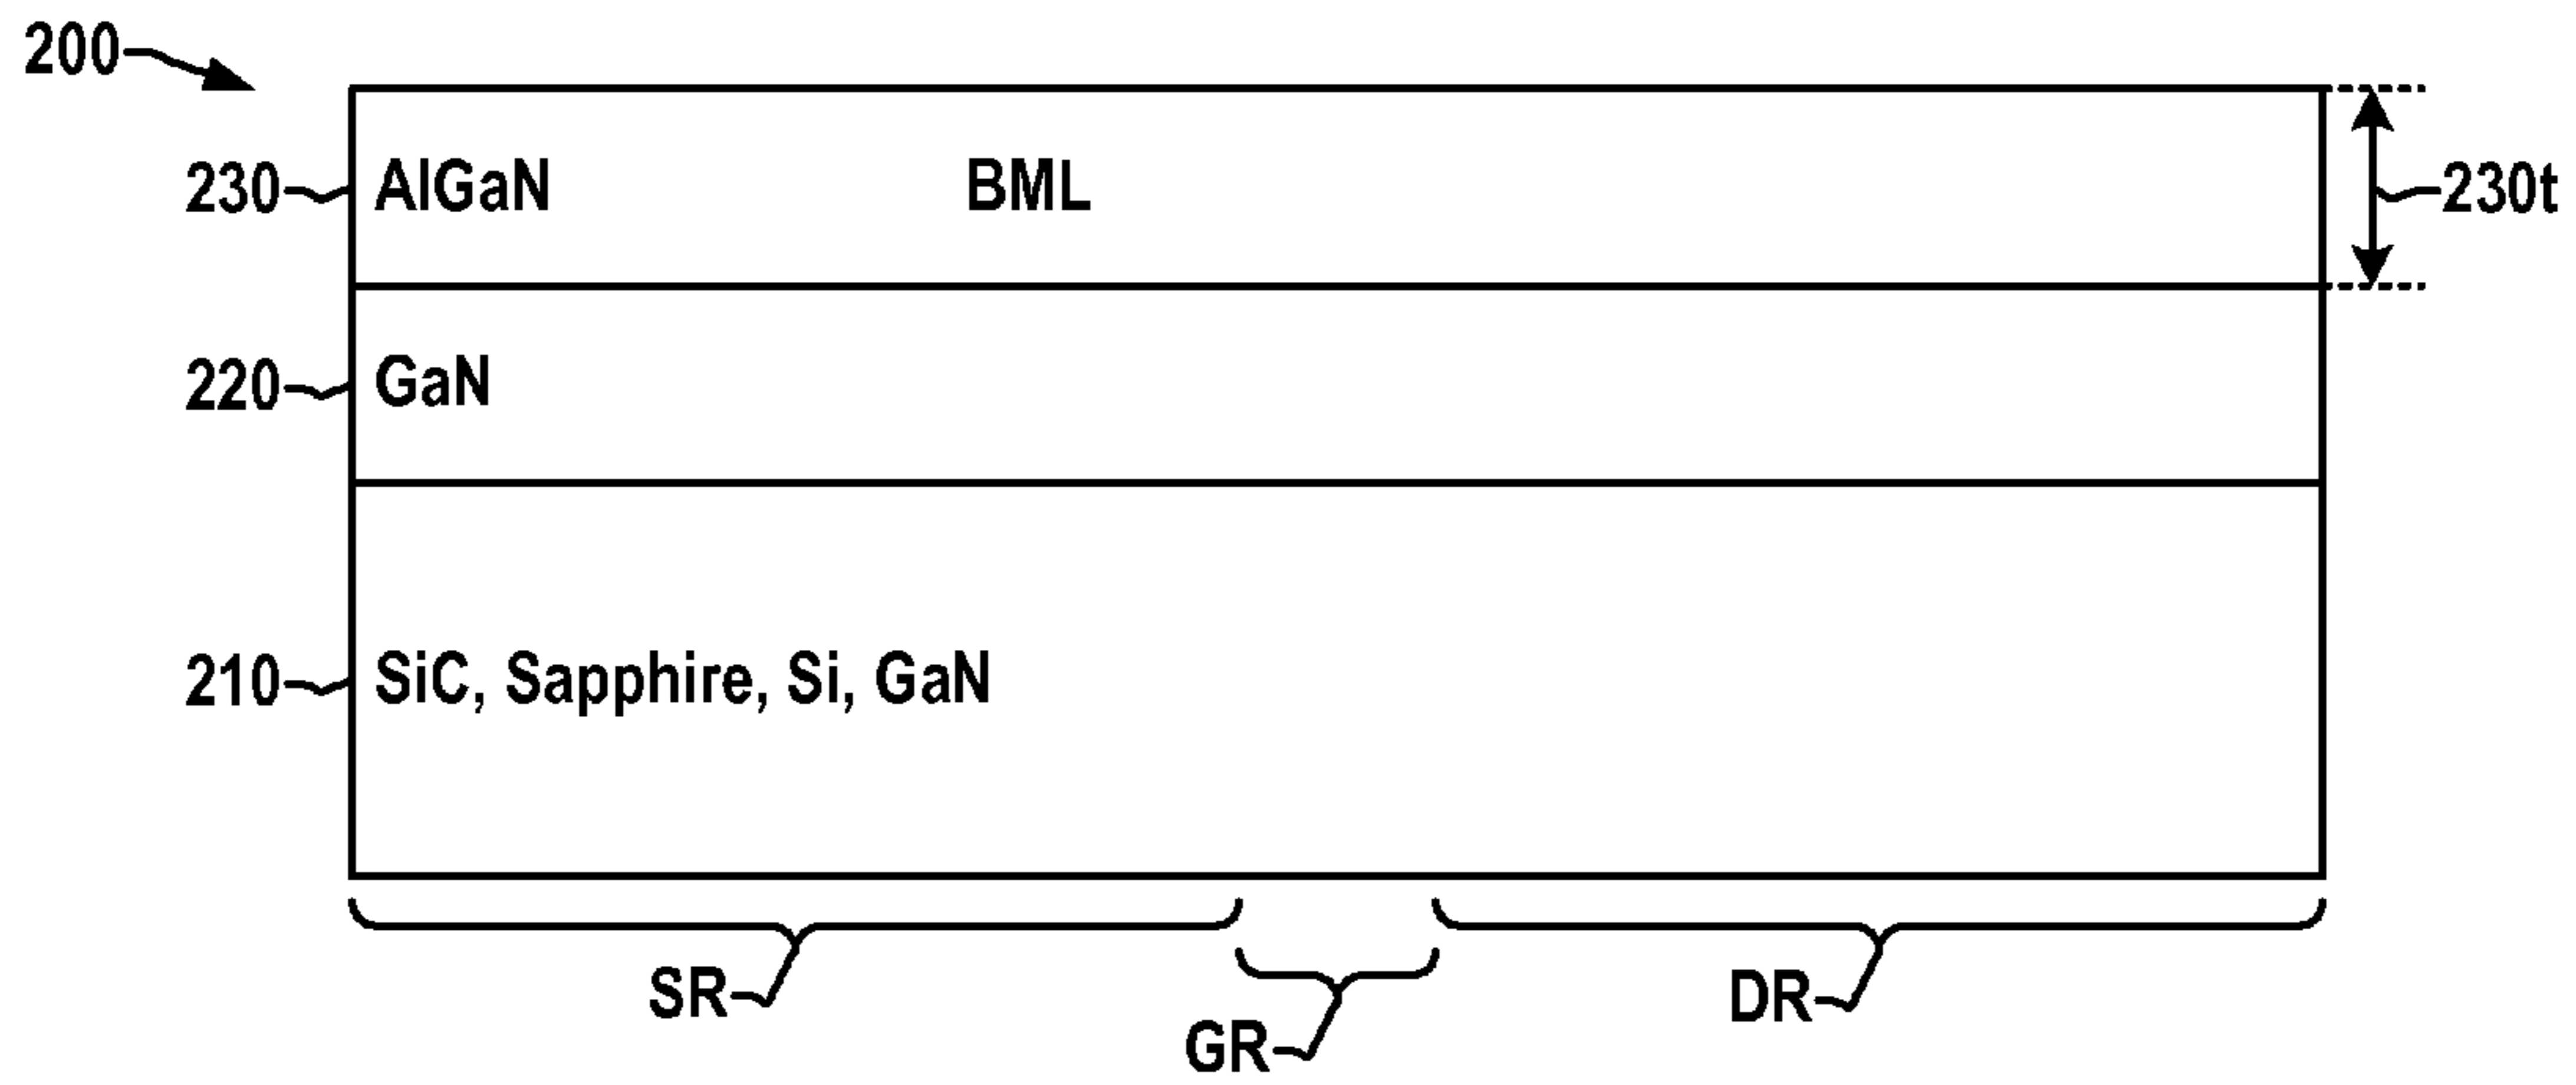 200
230 AlGaN BML 230t
220 GaN
210 SiC, Sapphire, Si, GaN
SR GR DR